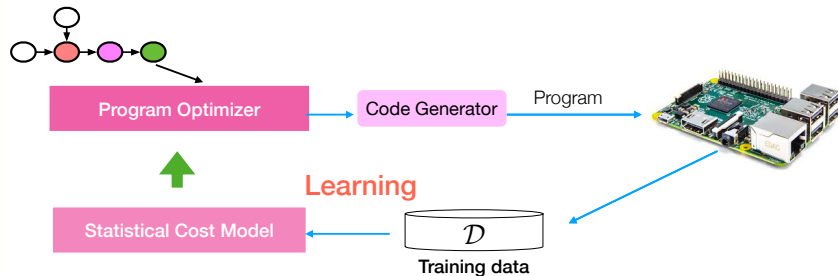 Program Optimizer
Code Generator
Program
Learning
Statistical Cost Model
𝒟
Training data